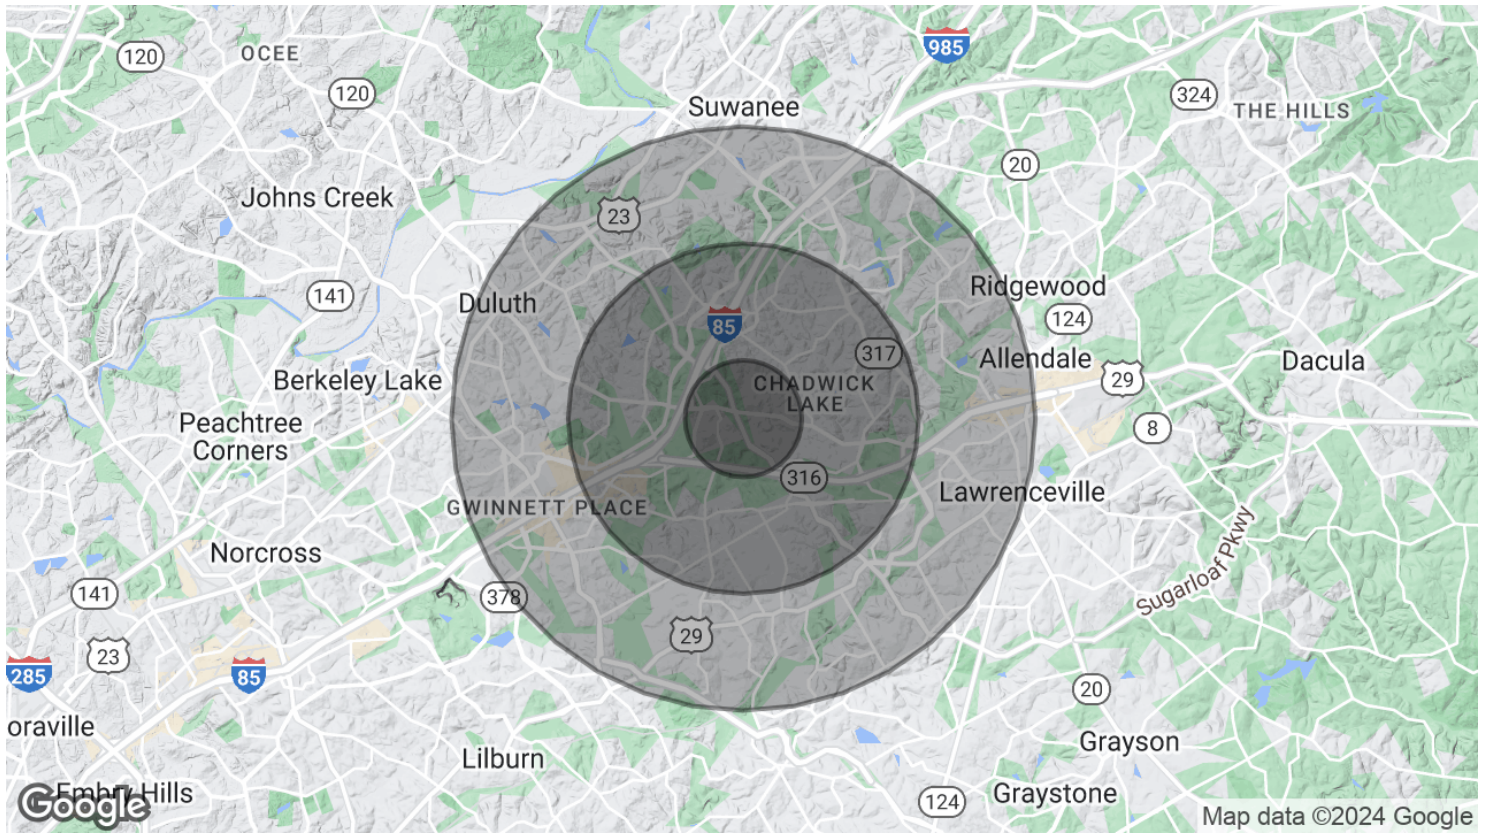 985
120
OCEE
120
324
Suwanee
THE HILLS
20
Johns Creek
23
Ridgewood
141
Duluth
124
85
317
Allendale
Dacula
Berkeley Lake
CHADWICK
LAKE
29
Peachtree
Corners
8
316
Lawrenceville
GWINNETT PLACE
Norcross
Sugarloaf Pkwy
141
378
29
23
285
85
20
oraville
Grayson
Lilburn
Embry Hills
Google
124
Graystone
Map data ©2024 Google